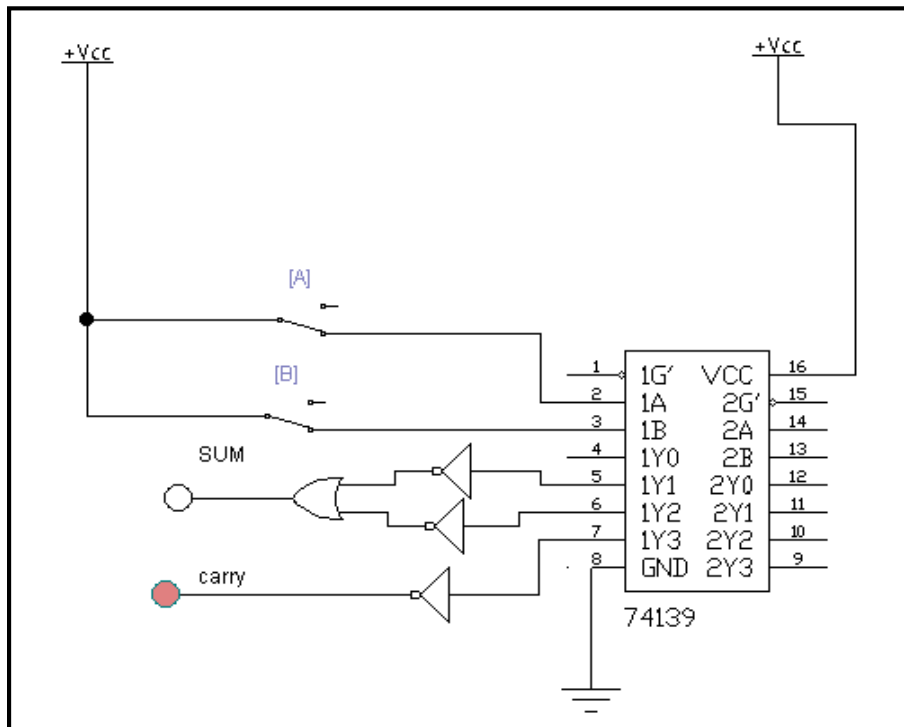 +Vcc
+Vcc
[A]
[B]
SUM
carry
1 1G' VCC 16
2 1A 2G' 15
3 1B 2A 14
4 1Y0 2B 13
5 1Y1 2Y0 12
6 1Y2 2Y1 11
7 1Y3 2Y2 10
8 GND 2Y3 9
74139